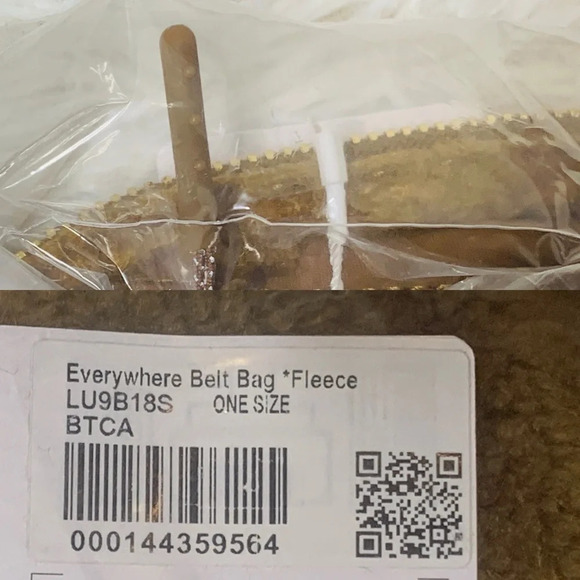 Everywhere Belt Bag *Fleece
LU9B18S ONE SIZE
BTCA
000144359564